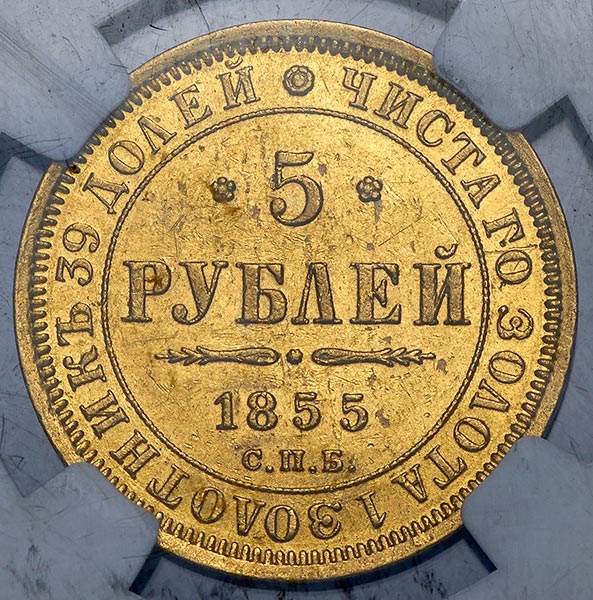 5
РУБЛЕЙ
1855
С.П.Б.
ЧИСТАГО ЗОЛОТА 1 ЗОЛОТНИКЪ 39 ДОЛЕЙ